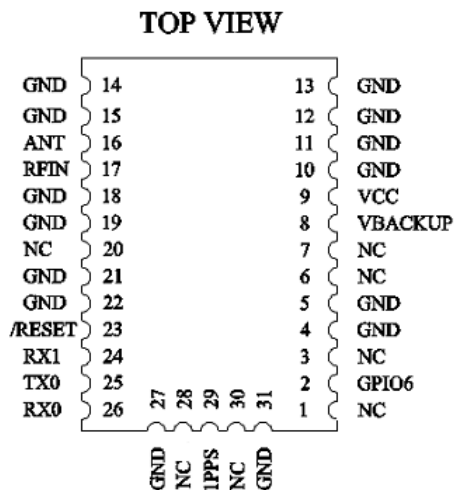 TOP VIEW
GND 14 13 GND
GND 15 12 GND
ANT 16 11 GND
RFIN 17 10 GND
GND 18 9 VCC
GND 19 8 VBACKUP
NC 20 7 NC
GND 21 6 NC
GND 22 5 GND
/RESET 23 4 GND
RX1 24 3 NC
TX0 25 2 GPIO6
RX0 26 1 NC
27 28 29 30 31
GND NC 1PPS NC GND